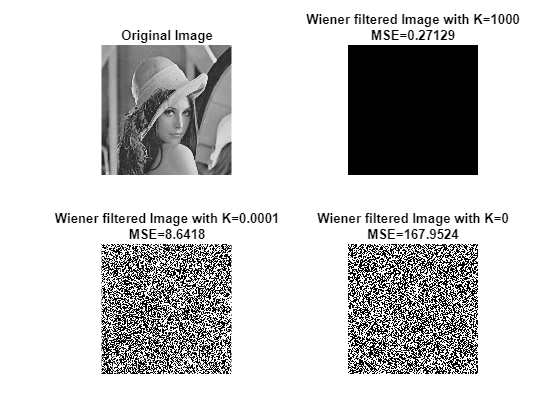 Original Image
Wiener filtered Image with K=1000
MSE=0.27129
Wiener filtered Image with K=0.0001
MSE=8.6418
Wiener filtered Image with K=0
MSE=167.9524